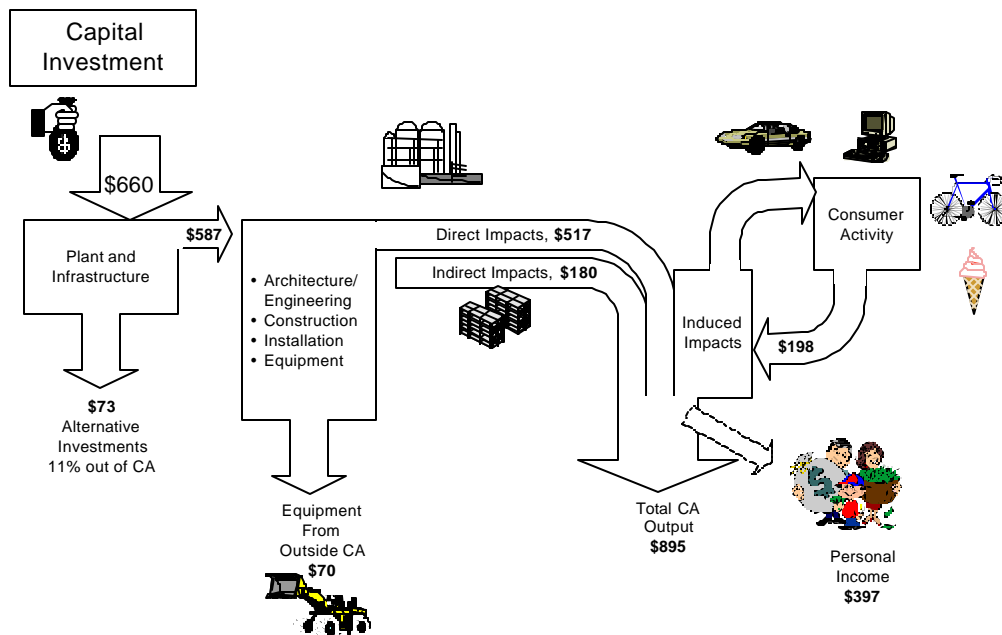 Capital
Investment
$660
Plant and
Infrastructure
$587
$73
Alternative
Investments
11% out of CA
• Architecture/
Engineering
• Construction
• Installation
• Equipment
Equipment
From
Outside CA
$70
Direct Impacts, $517
Indirect Impacts, $180
Induced
Impacts
Consumer
Activity
$198
Total CA
Output
$895
Personal
Income
$397